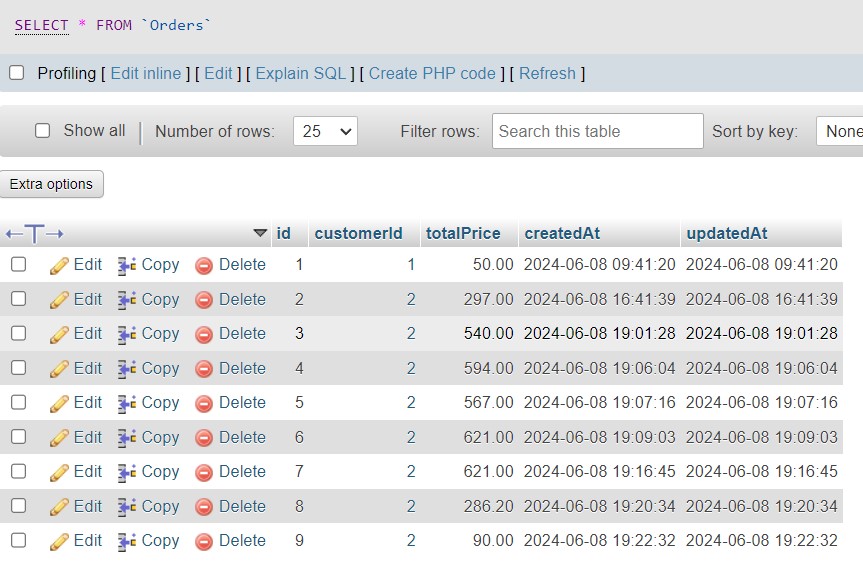 SELECT * FROM `Orders`
Profiling [ Edit inline ] [ Edit ] [ Explain SQL ] [ Create PHP code ] [ Refresh ]
Show all Number of rows: 25 Filter rows: Search this table Sort by key: None
Extra options
id customerId totalPrice createdAt updatedAt
Edit Copy Delete 1 1 50.00 2024-06-08 09:41:20 2024-06-08 09:41:20
Edit Copy Delete 2 2 297.00 2024-06-08 16:41:39 2024-06-08 16:41:39
Edit Copy Delete 3 2 540.00 2024-06-08 19:01:28 2024-06-08 19:01:28
Edit Copy Delete 4 2 594.00 2024-06-08 19:06:04 2024-06-08 19:06:04
Edit Copy Delete 5 2 567.00 2024-06-08 19:07:16 2024-06-08 19:07:16
Edit Copy Delete 6 2 621.00 2024-06-08 19:09:03 2024-06-08 19:09:03
Edit Copy Delete 7 2 621.00 2024-06-08 19:16:45 2024-06-08 19:16:45
Edit Copy Delete 8 2 286.20 2024-06-08 19:20:34 2024-06-08 19:20:34
Edit Copy Delete 9 2 90.00 2024-06-08 19:22:32 2024-06-08 19:22:32